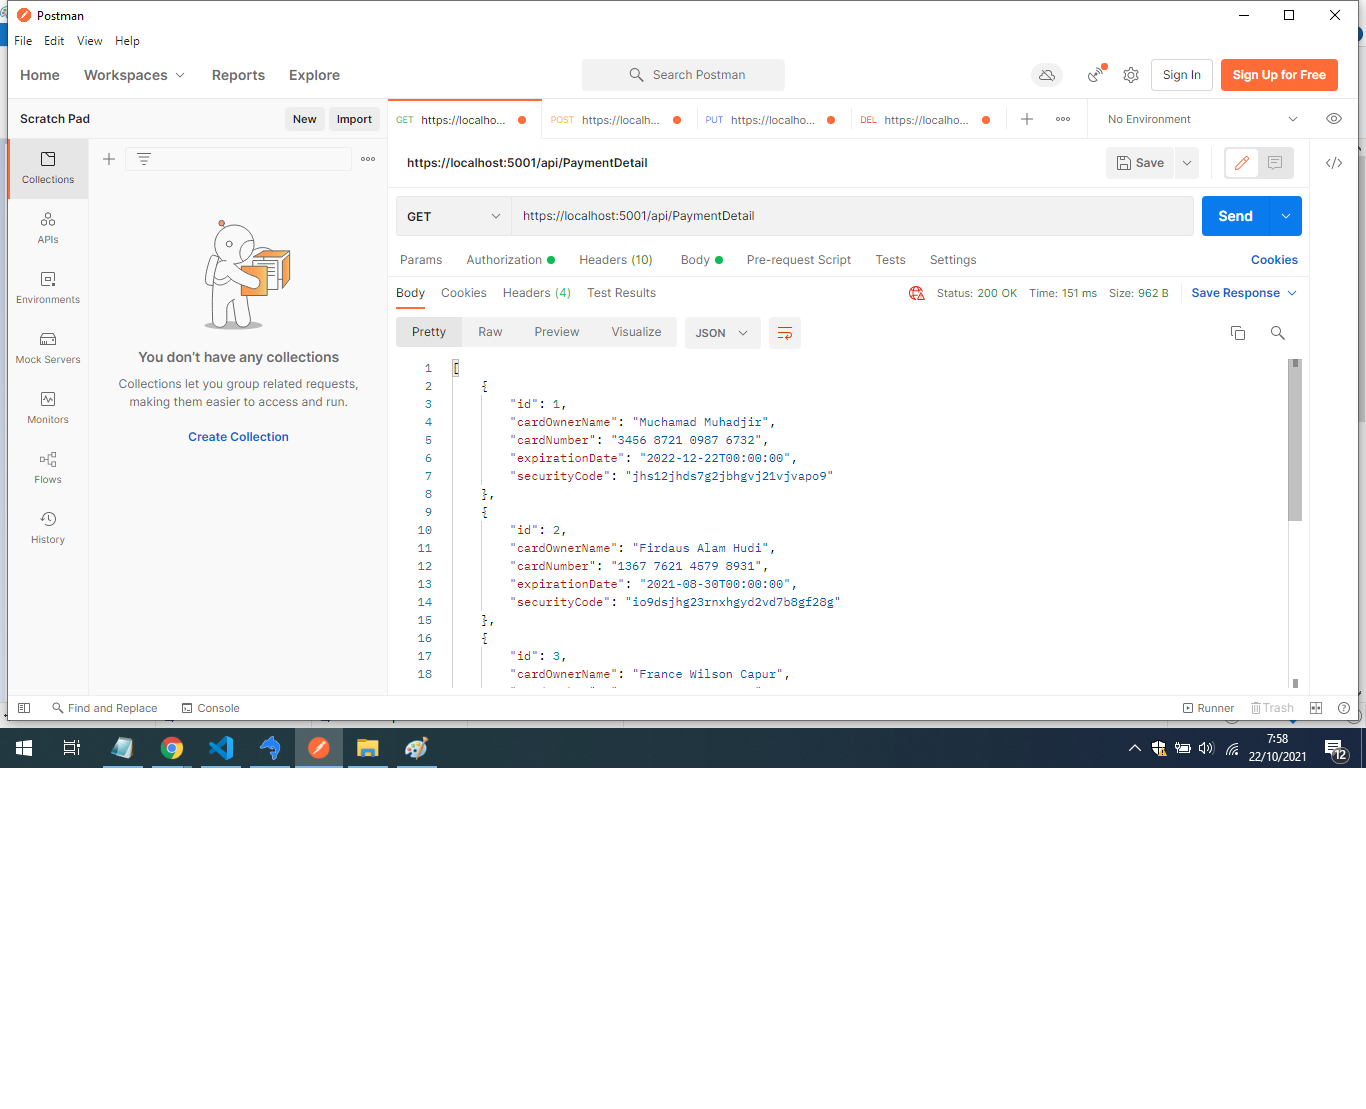 Postman
File Edit View Help
Home Workspaces Reports Explore
Search Postman
Sign In
Sign Up for Free
Scratch Pad
New
Import
GET https://localho...
POST https://localho...
PUT https://localho...
DEL https://localho...
No Environment
Collections
APIs
Environments
Mock Servers
Monitors
Flows
History
You don't have any collections
Collections let you group related requests,
making them easier to access and run.
Create Collection
https://localhost:5001/api/PaymentDetail
Save
GET
https://localhost:5001/api/PaymentDetail
Send
Params Authorization Headers (10) Body Pre-request Script Tests Settings
Cookies
Body Cookies Headers (4) Test Results
Status: 200 OK Time: 151 ms Size: 962 B
Save Response
Pretty Raw Preview Visualize
JSON
1 [
2 {
3 "id": 1,
4 "cardOwnerName": "Muchamad Muhadjir",
5 "cardNumber": "3456 8721 0987 6732",
6 "expirationDate": "2022-12-22T00:00:00",
7 "securityCode": "jhs12jhds7g2jbhgvj21vjvapo9"
8 },
9 {
10 "id": 2,
11 "cardOwnerName": "Firdaus Alam Hudi",
12 "cardNumber": "1367 7621 4579 8931",
13 "expirationDate": "2021-08-30T00:00:00",
14 "securityCode": "io9dsjhg23rnxhgyd2vd7b8gf28g"
15 },
16 {
17 "id": 3,
18 "cardOwnerName": "France Wilson Capur",
Find and Replace
Console
Runner
Trash
7:58
22/10/2021
12